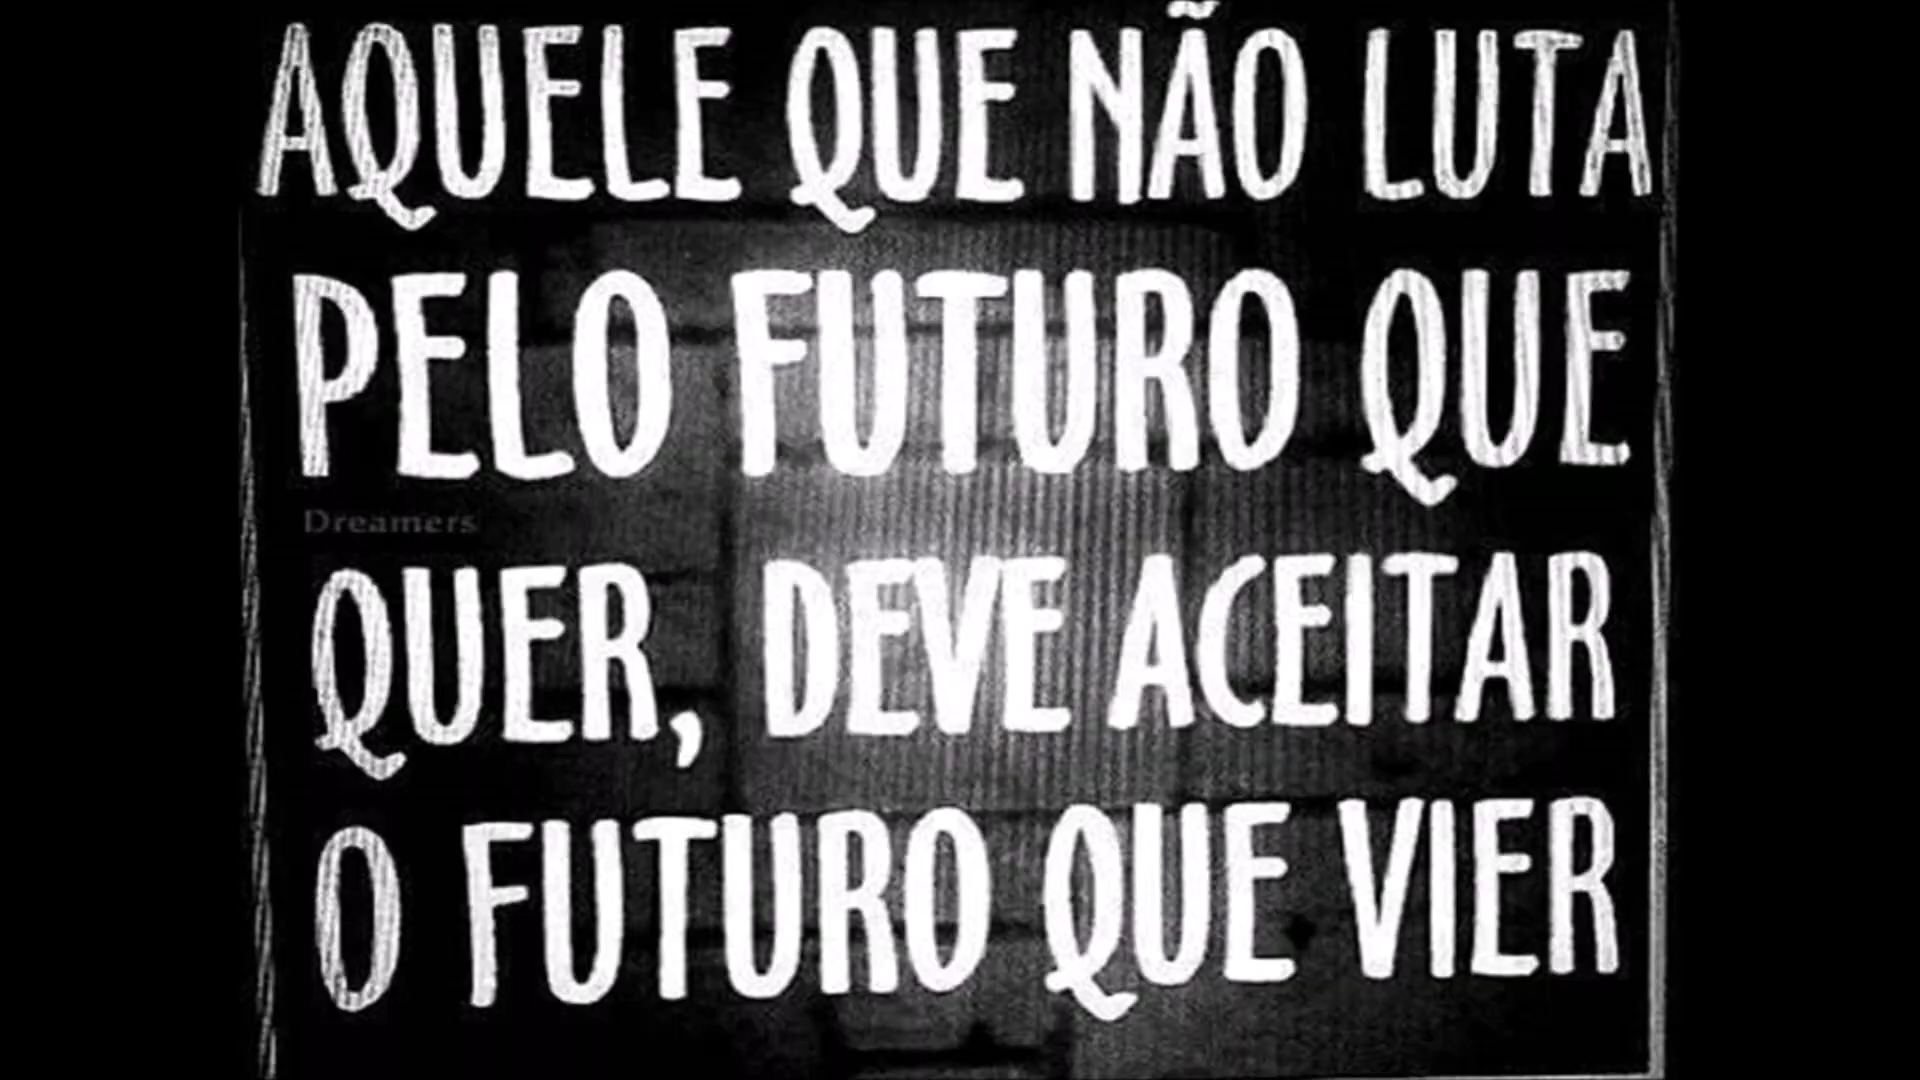 AQUELE QUE NÃO LUTA
PELO FUTURO QUE
Dreamers
QUER, DEVE ACEITAR
O FUTURO QUE VIER